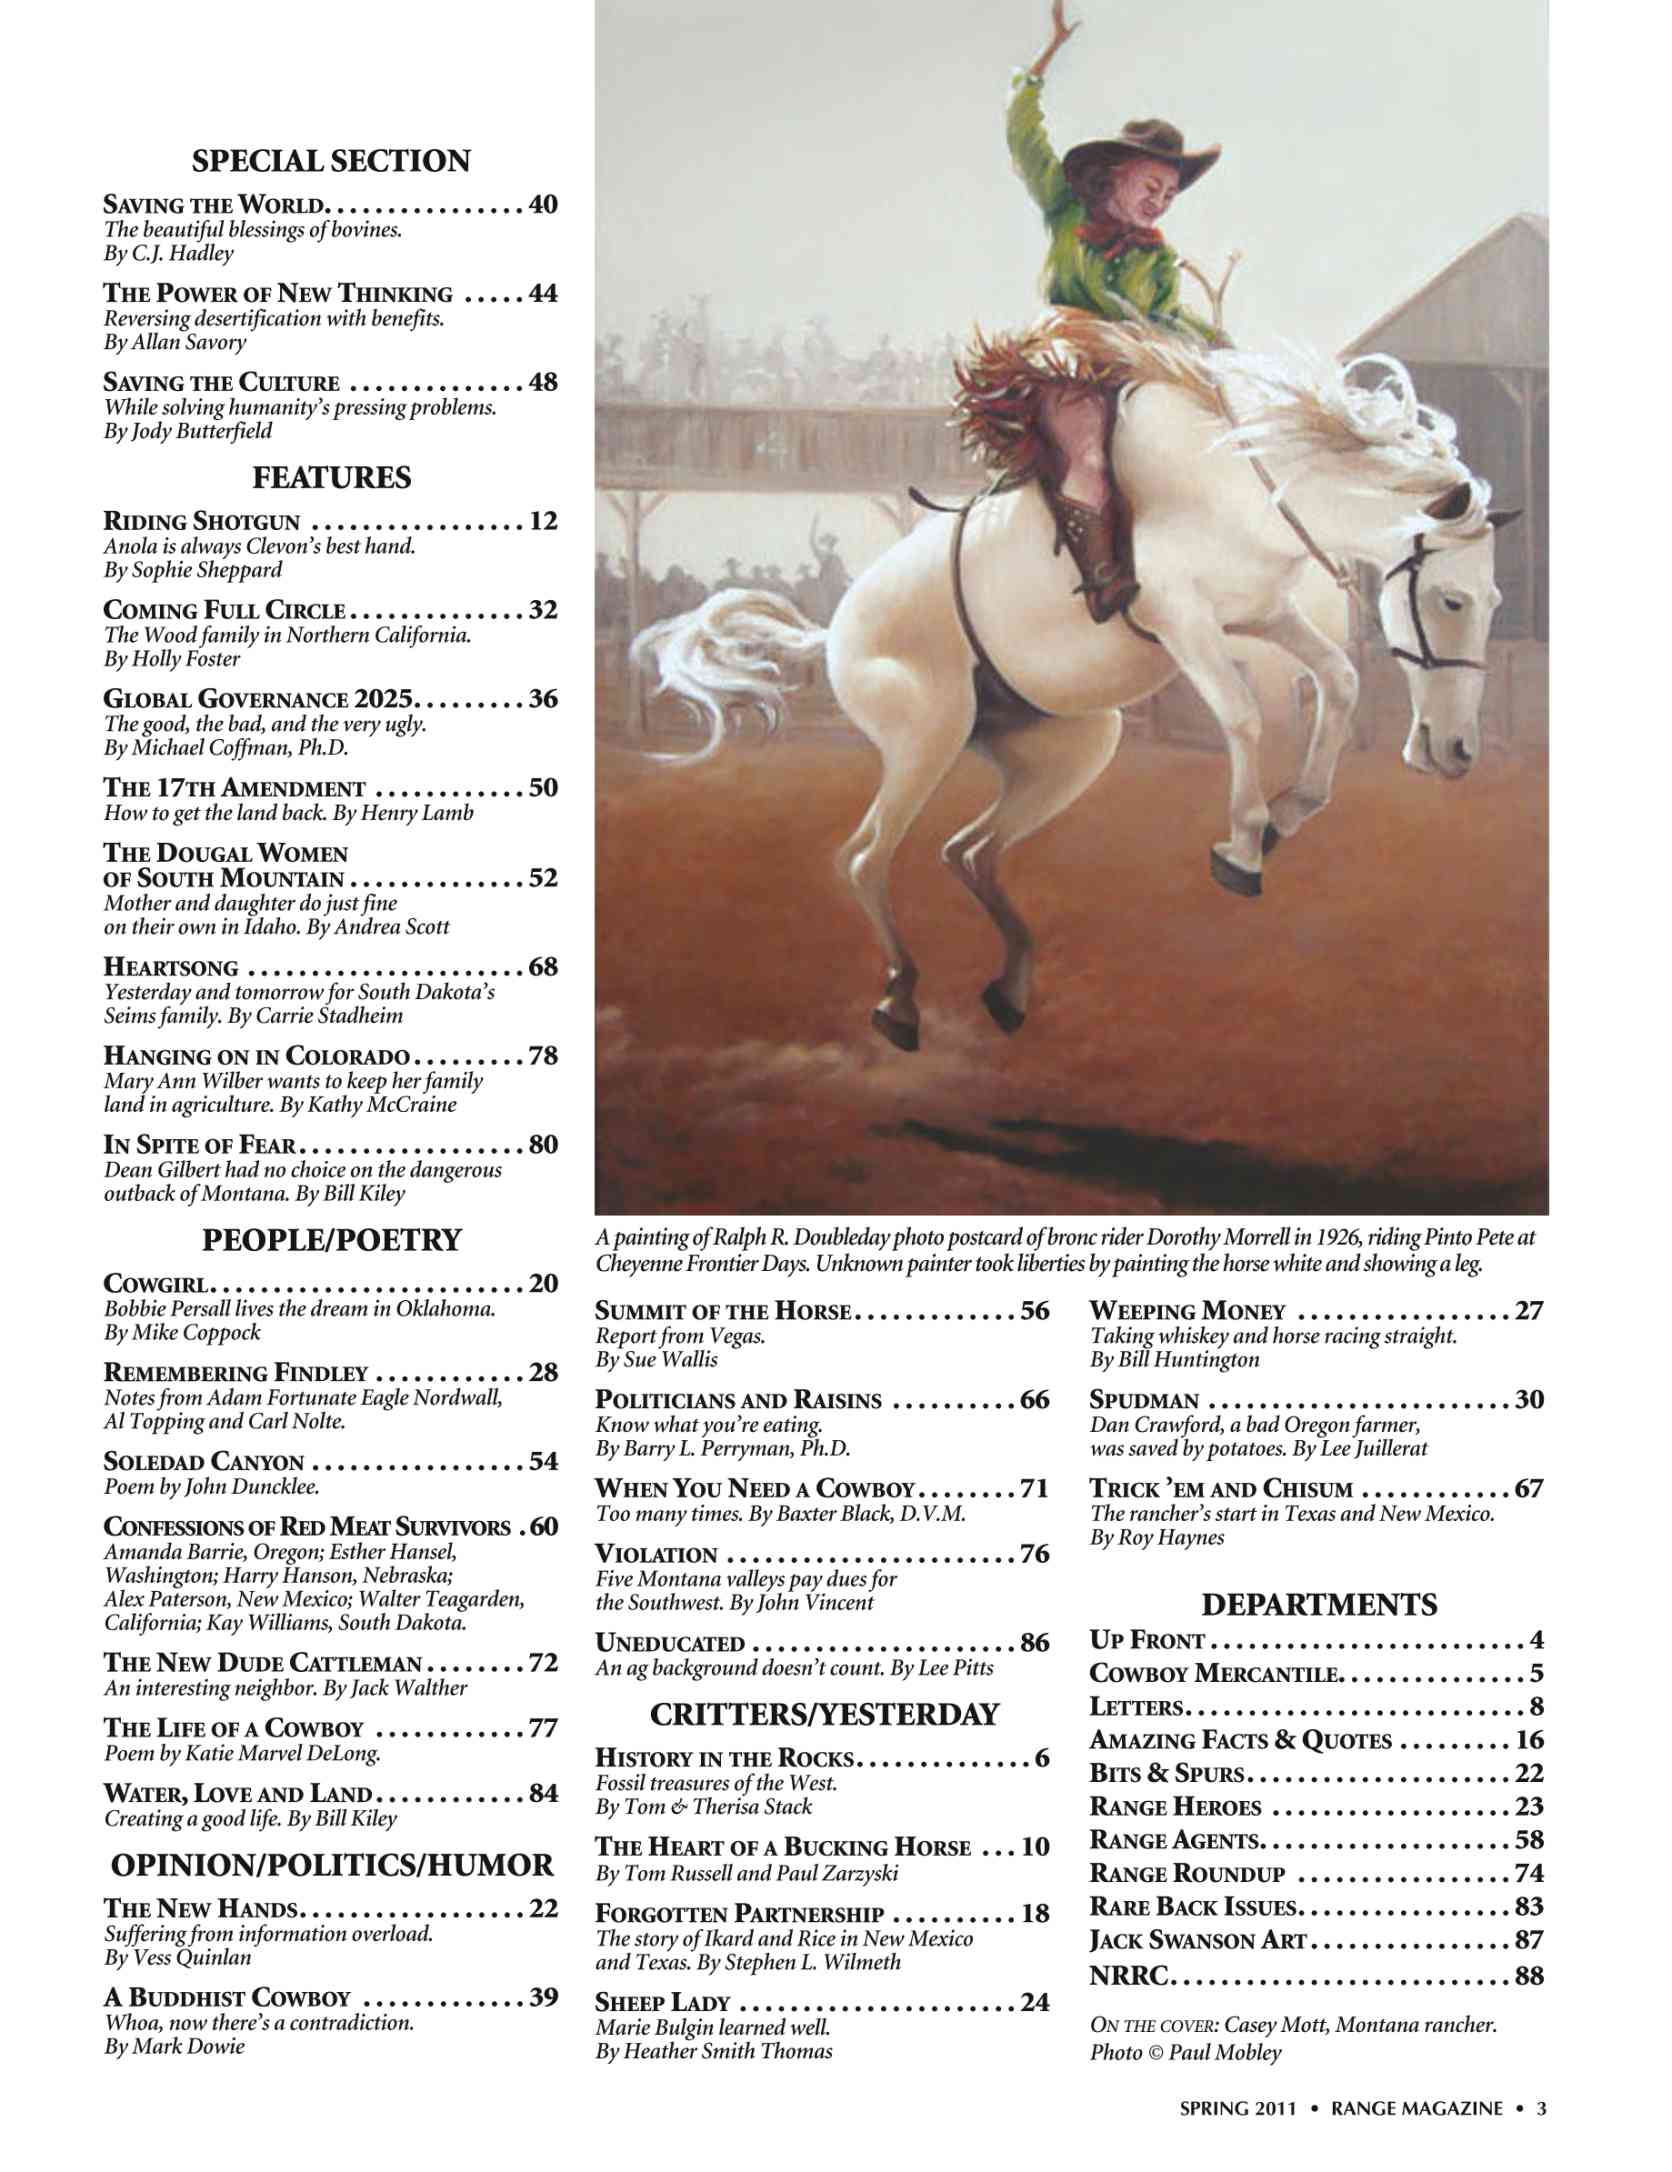 SPECIAL SECTION
SAVING THE WORLD. . . . . . . . . . . . . . . . 40
The beautiful blessings of bovines.
By C.J. Hadley
THE POWER OF NEW THINKING . . . . . 44
Reversing desertification with benefits.
By Allan Savory
SAVING THE CULTURE . . . . . . . . . . . . . . 48
While solving humanity’s pressing problems.
By Jody Butterfield
FEATURES
RIDING SHOTGUN . . . . . . . . . . . . . . . . . 12
Anola is always Clevon’s best hand.
By Sophie Sheppard
COMING FULL CIRCLE . . . . . . . . . . . . . . 32
The Wood family in Northern California.
By Holly Foster
GLOBAL GOVERNANCE 2025. . . . . . . . . 36
The good, the bad, and the very ugly.
By Michael Coffman, Ph.D.
THE 17TH AMENDMENT . . . . . . . . . . . . 50
How to get the land back. By Henry Lamb
THE DOUGAL WOMEN
OF SOUTH MOUNTAIN . . . . . . . . . . . . . . 52
Mother and daughter do just fine
on their own in Idaho. By Andrea Scott
HEARTSONG . . . . . . . . . . . . . . . . . . . . . . 68
Yesterday and tomorrow for South Dakota’s
Seims family. By Carrie Stadheim
HANGING ON IN COLORADO . . . . . . . . . 78
Mary Ann Wilber wants to keep her family
land in agriculture. By Kathy McCraine
IN SPITE OF FEAR. . . . . . . . . . . . . . . . . . 80
Dean Gilbert had no choice on the dangerous
outback of Montana. By Bill Kiley
PEOPLE/POETRY
COWGIRL. . . . . . . . . . . . . . . . . . . . . . . . . 20
Bobbie Persall lives the dream in Oklahoma.
By Mike Coppock
REMEMBERING FINDLEY . . . . . . . . . . . . 28
Notes from Adam Fortunate Eagle Nordwall,
Al Topping and Carl Nolte.
SOLEDAD CANYON . . . . . . . . . . . . . . . . . 54
Poem by John Duncklee.
CONFESSIONS OF RED MEAT SURVIVORS . 60
Amanda Barrie, Oregon; Esther Hansel,
Washington; Harry Hanson, Nebraska;
Alex Paterson, New Mexico; Walter Teagarden,
California; Kay Williams, South Dakota.
THE NEW DUDE CATTLEMAN . . . . . . . . 72
An interesting neighbor. By Jack Walther
THE LIFE OF A COWBOY . . . . . . . . . . . . 77
Poem by Katie Marvel DeLong.
WATER, LOVE AND LAND . . . . . . . . . . . . 84
Creating a good life. By Bill Kiley
OPINION/POLITICS/HUMOR
THE NEW HANDS. . . . . . . . . . . . . . . . . . 22
Suffering from information overload.
By Vess Quinlan
A BUDDHIST COWBOY . . . . . . . . . . . . . 39
Whoa, now there’s a contradiction.
By Mark Dowie
A painting of Ralph R. Doubleday photo postcard of bronc rider Dorothy Morrell in 1926, riding Pinto Pete at
Cheyenne Frontier Days. Unknown painter took liberties by painting the horse white and showing a leg.
SUMMIT OF THE HORSE . . . . . . . . . . . . . 56
Report from Vegas.
By Sue Wallis
POLITICIANS AND RAISINS . . . . . . . . . . 66
Know what you’re eating.
By Barry L. Perryman, Ph.D.
WHEN YOU NEED A COWBOY . . . . . . . . 71
Too many times. By Baxter Black, D.V.M.
VIOLATION . . . . . . . . . . . . . . . . . . . . . . . 76
Five Montana valleys pay dues for
the Southwest. By John Vincent
UNEDUCATED . . . . . . . . . . . . . . . . . . . . . 86
An ag background doesn’t count. By Lee Pitts
CRITTERS/YESTERDAY
HISTORY IN THE ROCKS. . . . . . . . . . . . . . 6
Fossil treasures of the West.
By Tom & Therisa Stack
THE HEART OF A BUCKING HORSE . . . 10
By Tom Russell and Paul Zarzyski
FORGOTTEN PARTNERSHIP . . . . . . . . . . 18
The story of Ikard and Rice in New Mexico
and Texas. By Stephen L. Wilmeth
SHEEP LADY . . . . . . . . . . . . . . . . . . . . . . 24
Marie Bulgin learned well.
By Heather Smith Thomas
WEEPING MONEY . . . . . . . . . . . . . . . . . 27
Taking whiskey and horse racing straight.
By Bill Huntington
SPUDMAN . . . . . . . . . . . . . . . . . . . . . . . . 30
Dan Crawford, a bad Oregon farmer,
was saved by potatoes. By Lee Juillerat
TRICK ’EM AND CHISUM . . . . . . . . . . . . 67
The rancher’s start in Texas and New Mexico.
By Roy Haynes
DEPARTMENTS
UP FRONT . . . . . . . . . . . . . . . . . . . . . . . . . 4
COWBOY MERCANTILE. . . . . . . . . . . . . . . 5
LETTERS. . . . . . . . . . . . . . . . . . . . . . . . . . . 8
AMAZING FACTS & QUOTES . . . . . . . . . 16
BITS & SPURS. . . . . . . . . . . . . . . . . . . . . 22
RANGE HEROES . . . . . . . . . . . . . . . . . . . 23
RANGE AGENTS. . . . . . . . . . . . . . . . . . . . 58
RANGE ROUNDUP . . . . . . . . . . . . . . . . . 74
RARE BACK ISSUES. . . . . . . . . . . . . . . . . 83
JACK SWANSON ART . . . . . . . . . . . . . . . . 87
NRRC. . . . . . . . . . . . . . . . . . . . . . . . . . . 88
ON THE COVER: Casey Mott, Montana rancher.
Photo © Paul Mobley
SPRING 2011 • RANGE MAGAZINE • 3